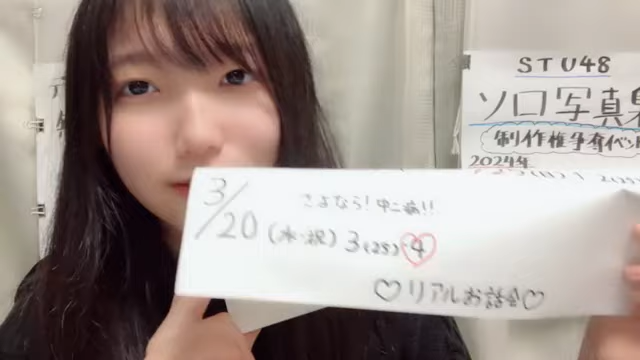 3/20 (水・祝) 3(25)・4
さよなら!中二病!!
♡リアルお話会♡
STU48
ソロ写真集
制作権争奪イベント
2024年